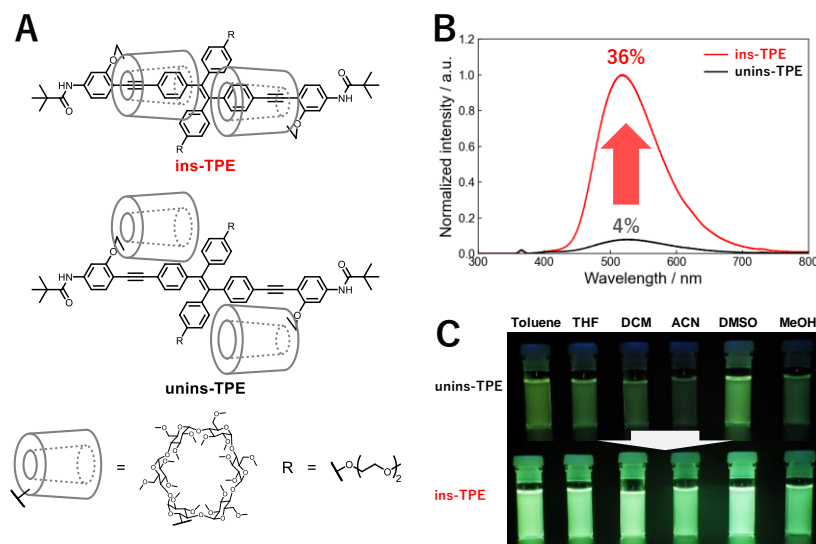 A
R
O
O
NH
NH
O
O
R
ins-TPE
R
O
O
NH
NH
O
O
R
unins-TPE
=
R = O O 2
B
Normalized intensity / a.u.
1.2
1.0
0.8
0.6
0.4
0.2
0.0
36%
4%
ins-TPE
unins-TPE
300 400 500 600 700 800
Wavelength / nm
C
Toluene THF DCM ACN DMSO MeOH
unins-TPE
ins-TPE